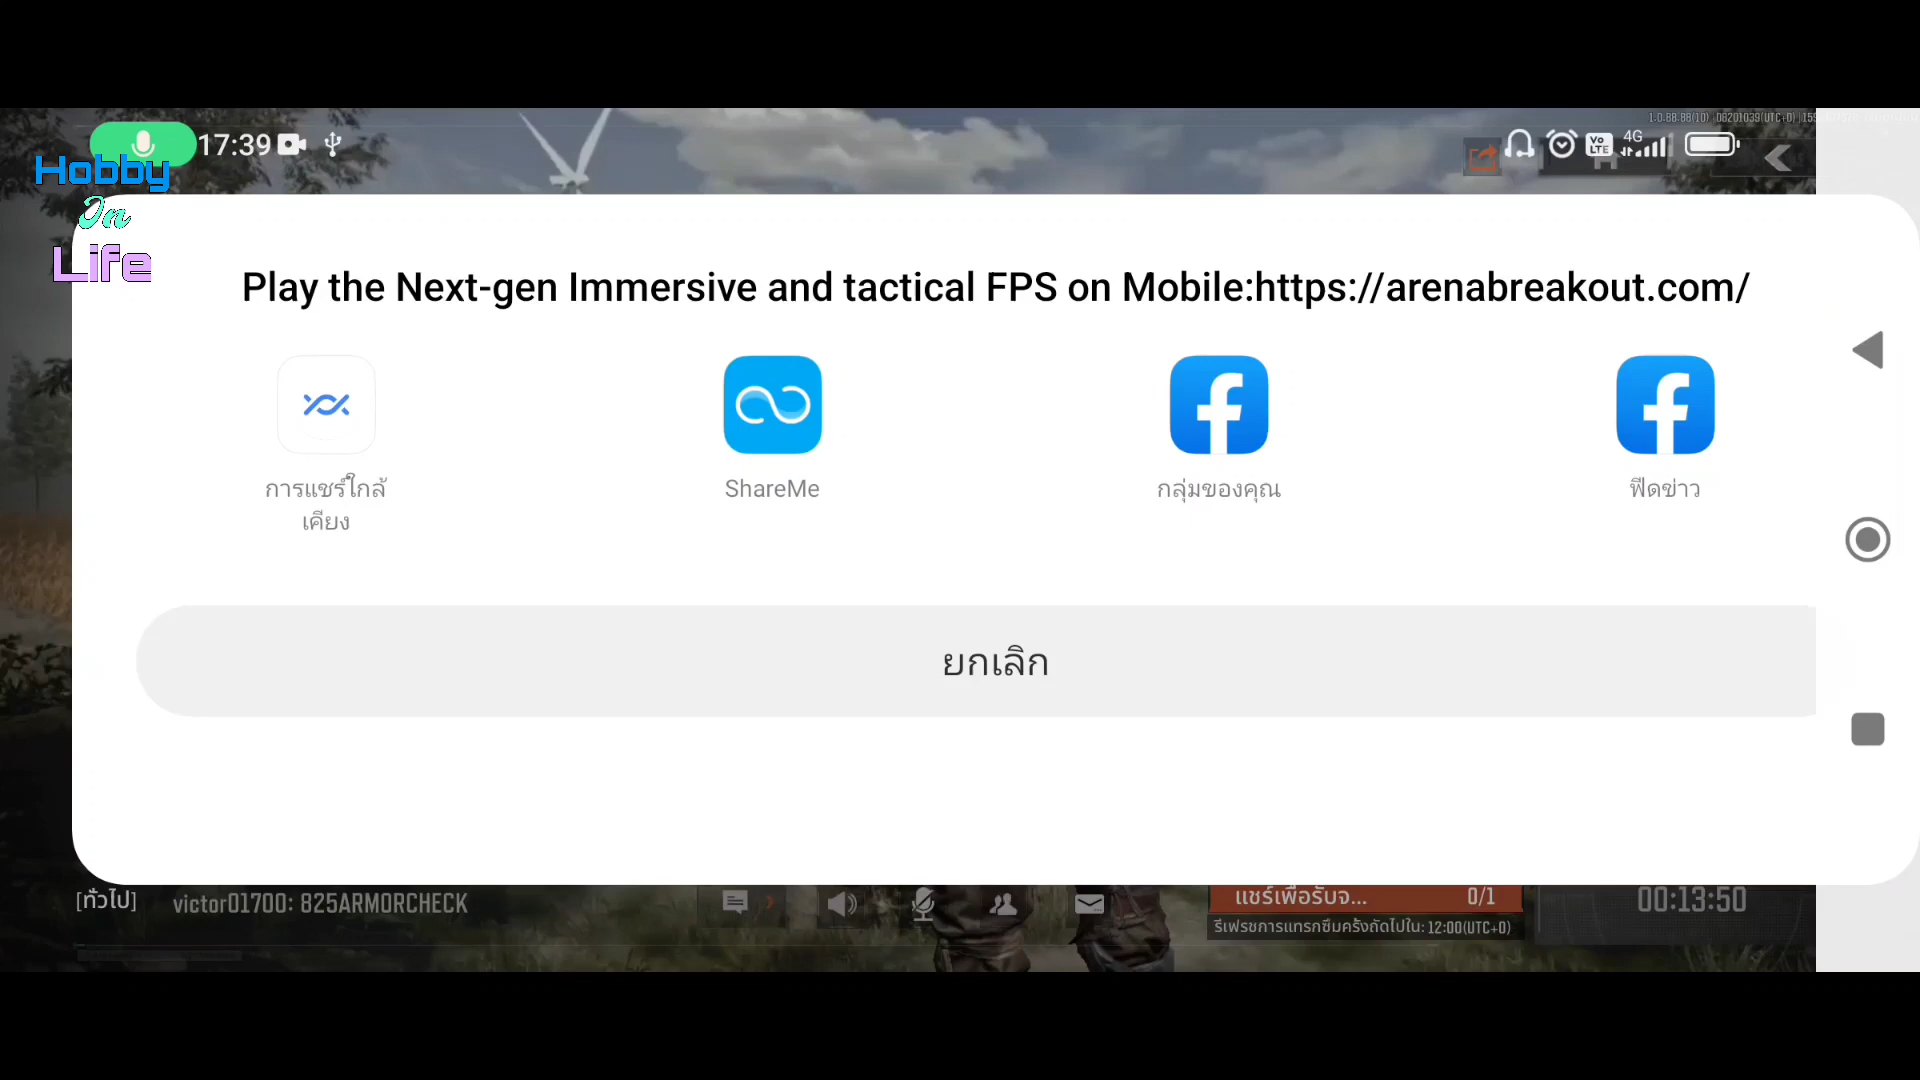 17:39
4G
Vo
LTE
Hobby
In
Life
Play the Next-gen Immersive and tactical FPS on Mobile:https://arenabreakout.com/
การแชร์ใกล้
เคียง
ShareMe
กลุ่มของคุณ
ฟีดข่าว
ยกเลิก
[ทั่วไป] victor01700: 825ARMORCHECK
แชร์เพื่อรับจ... 0/1
00:13:50
รีเฟรชการแทรกซึมครั้งถัดไปใน: 12:00(UTC+0)